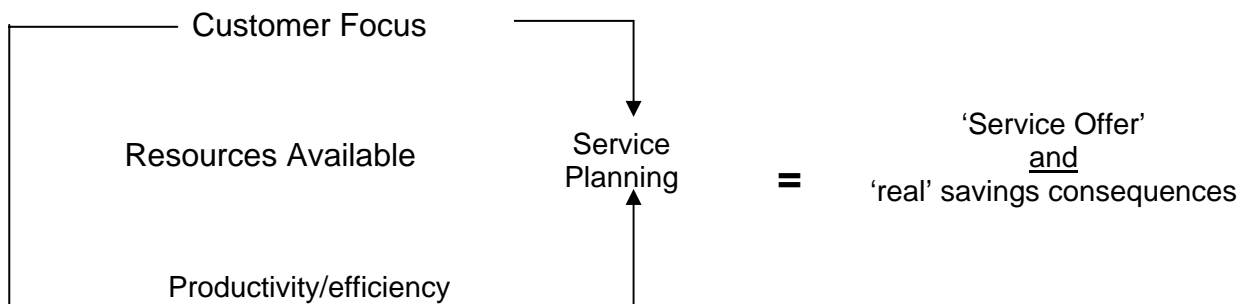 Customer Focus
Resources Available
Service
Planning
=
‘Service Offer’
and
‘real’ savings consequences
Productivity/efficiency